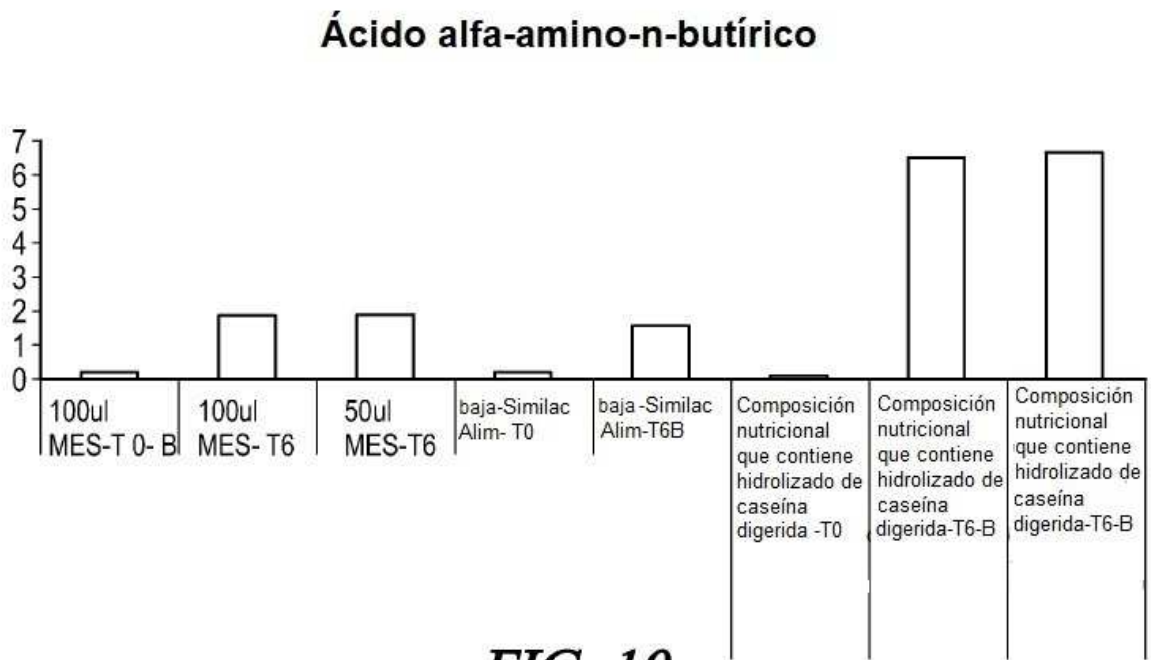 Ácido alfa-amino-n-butírico
7
6
5
4
3
2
1
0
100ul
MES-T 0- B
100ul
MES- T6
50ul
MES-T6
baja-Similac
Alim- T0
baja -Similac
Alim-T6B
Composición
nutricional
que contiene
hidrolizado de
caseína
digerida -T0
Composición
nutricional
que contiene
hidrolizado de
caseína
digerida-T6-B
Composición
nutricional
que contiene
hidrolizado de
caseína
digerida-T6-B
FIG. 10